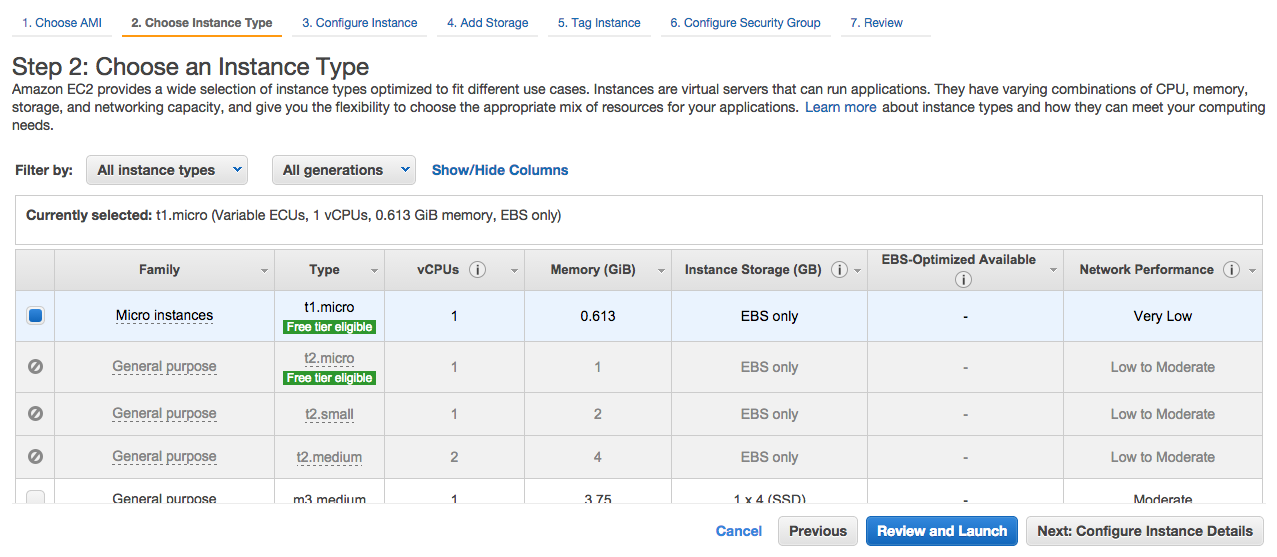 1. Choose AMI 2. Choose Instance Type 3. Configure Instance 4. Add Storage 5. Tag Instance 6. Configure Security Group 7. Review
Step 2: Choose an Instance Type
Amazon EC2 provides a wide selection of instance types optimized to fit different use cases. Instances are virtual servers that can run applications. They have varying combinations of CPU, memory,
storage, and networking capacity, and give you the flexibility to choose the appropriate mix of resources for your applications. Learn more about instance types and how they can meet your computing
needs.
Filter by: All instance types All generations Show/Hide Columns
Currently selected: t1.micro (Variable ECUs, 1 vCPUs, 0.613 GiB memory, EBS only)
Family Type vCPUs i Memory (GiB) Instance Storage (GB) i EBS-Optimized Available i Network Performance i
Micro instances t1.micro Free tier eligible 1 0.613 EBS only - Very Low
General purpose t2.micro Free tier eligible 1 1 EBS only - Low to Moderate
General purpose t2.small 1 2 EBS only - Low to Moderate
General purpose t2.medium 2 4 EBS only - Low to Moderate
General purpose m3.medium 1 3.75 1 x 4 (SSD) - Moderate
Cancel Previous Review and Launch Next: Configure Instance Details